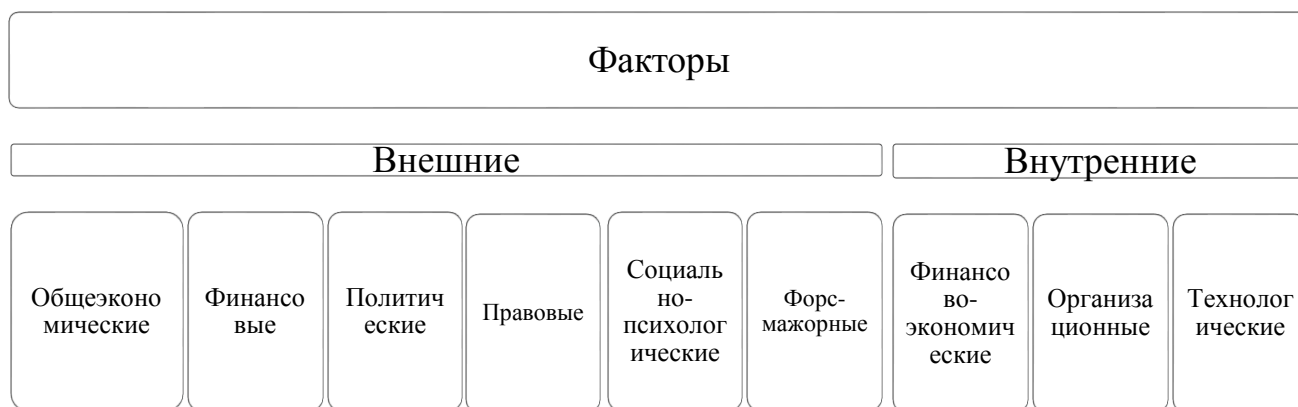 Факторы
Внешние
Внутренние
Общеэконо
мические
Финансо
вые
Политич
еские
Правовые
Социаль
но-
психолог
ические
Форс-
мажорные
Финансо
во-
экономич
еские
Организа
ционные
Технолог
ические